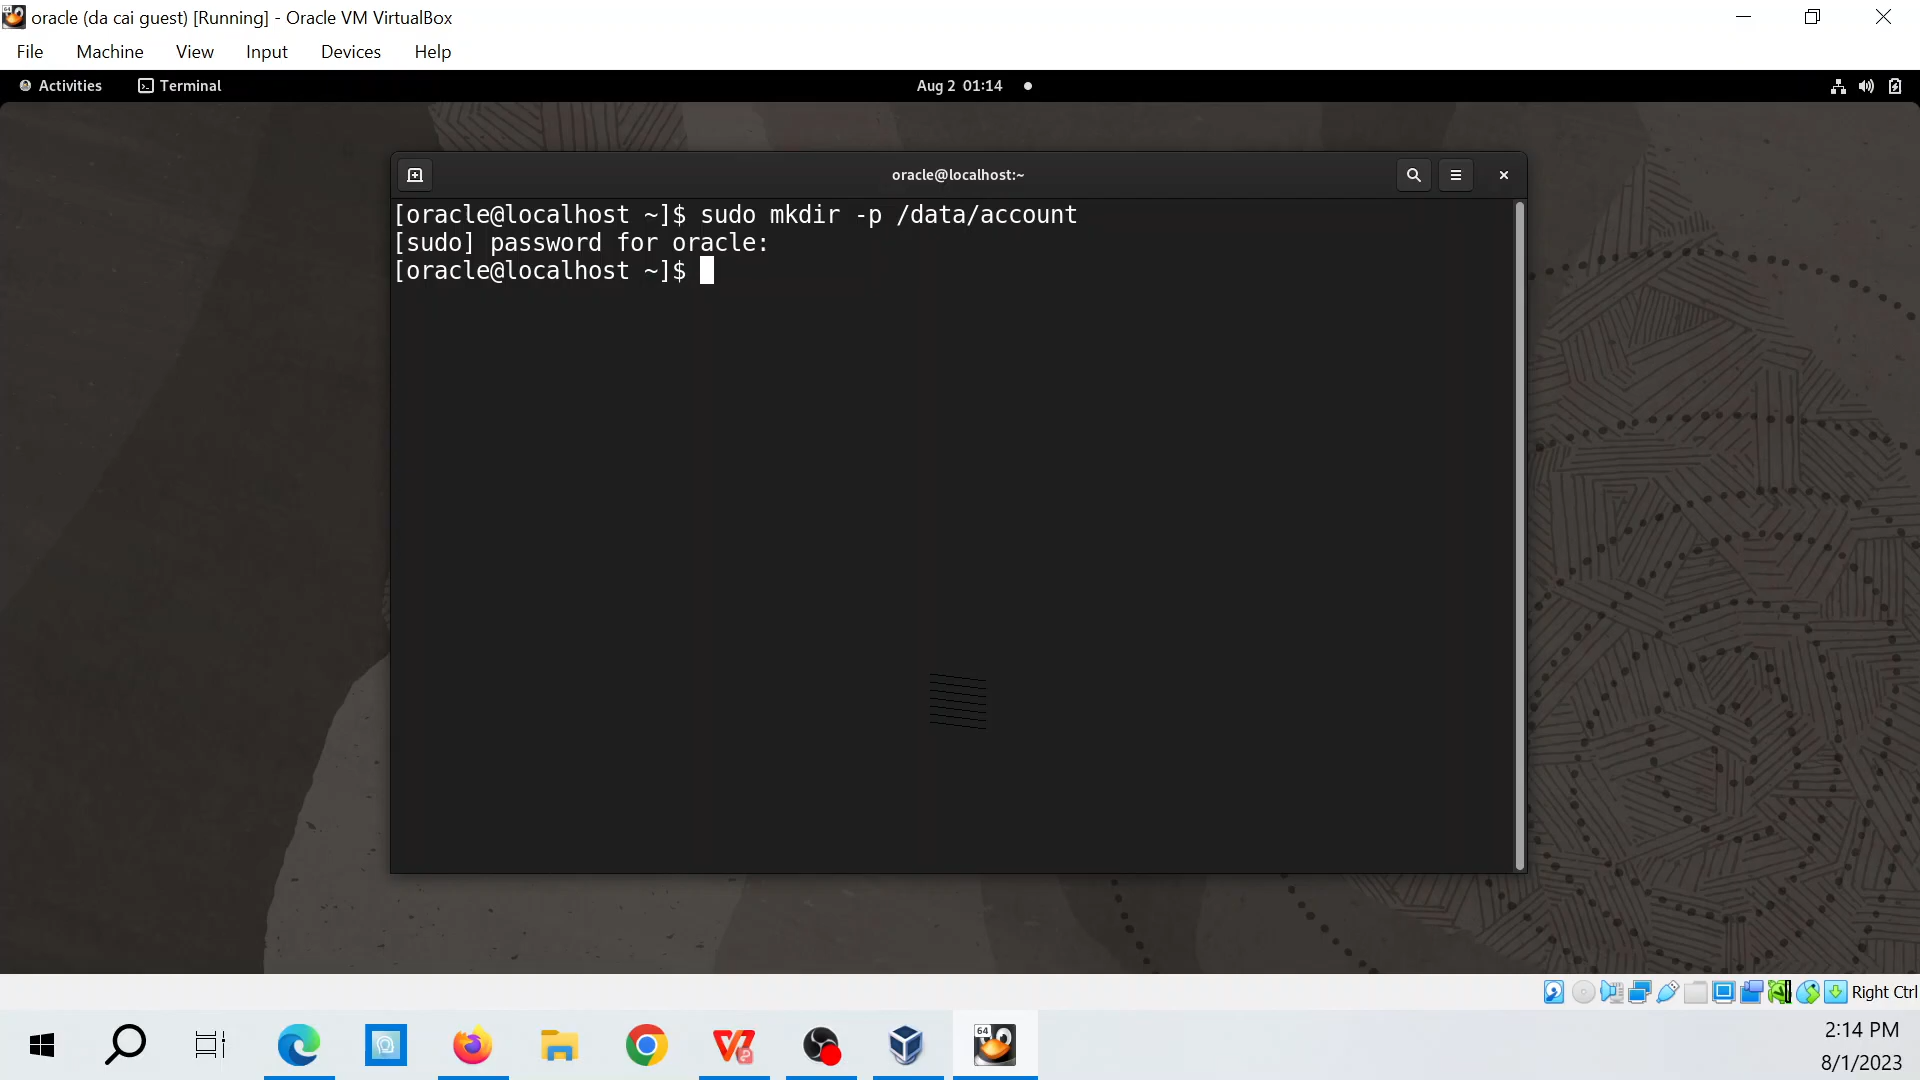 oracle (da cai guest) [Running] - Oracle VM VirtualBox
File Machine View Input Devices Help
Activities Terminal Aug 2 01:14
oracle@localhost:~
[oracle@localhost ~]$ sudo mkdir -p /data/account
[sudo] password for oracle:
[oracle@localhost ~]$
Right Ctrl
64
2:14 PM
8/1/2023